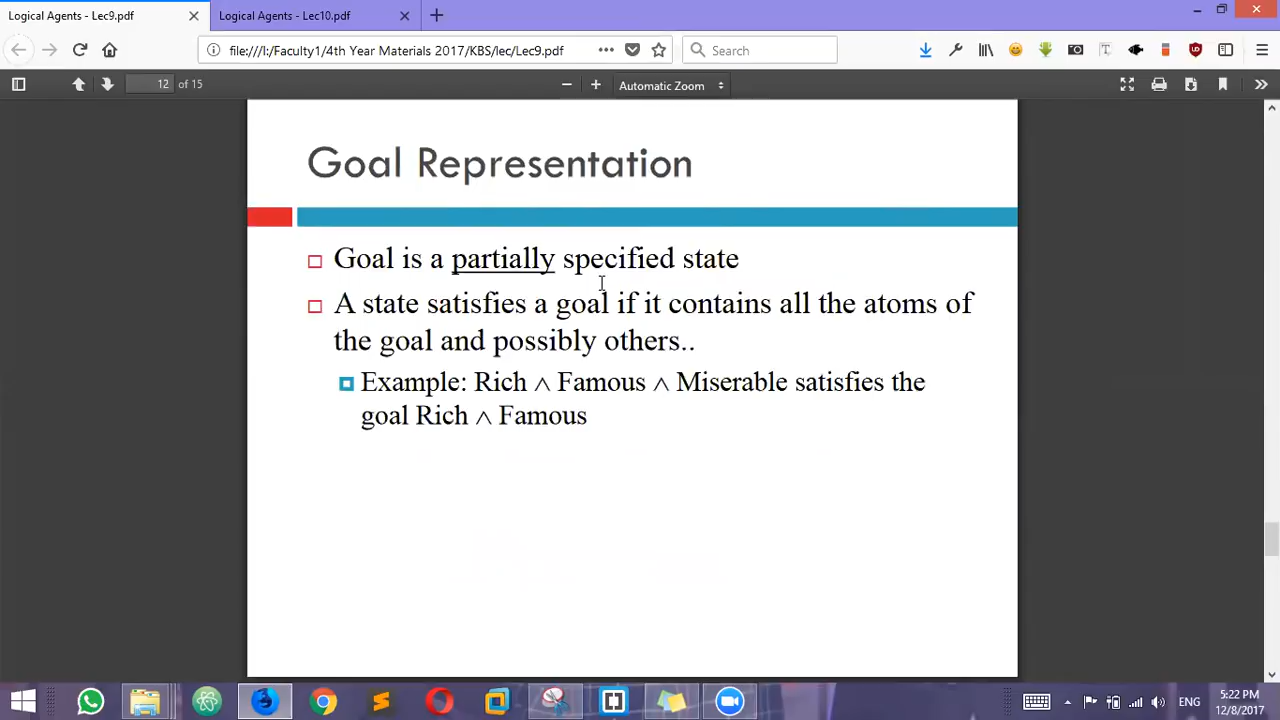 Logical Agents - Lec9.pdf
Logical Agents - Lec10.pdf
file:///I:/Faculty1/4th Year Materials 2017/KBS/lec/Lec9.pdf
Search
12 of 15
Automatic Zoom
Goal Representation
Goal is a partially specified state
A state satisfies a goal if it contains all the atoms of
the goal and possibly others..
Example: Rich ∧ Famous ∧ Miserable satisfies the
goal Rich ∧ Famous
ENG
5:22 PM
12/8/2017